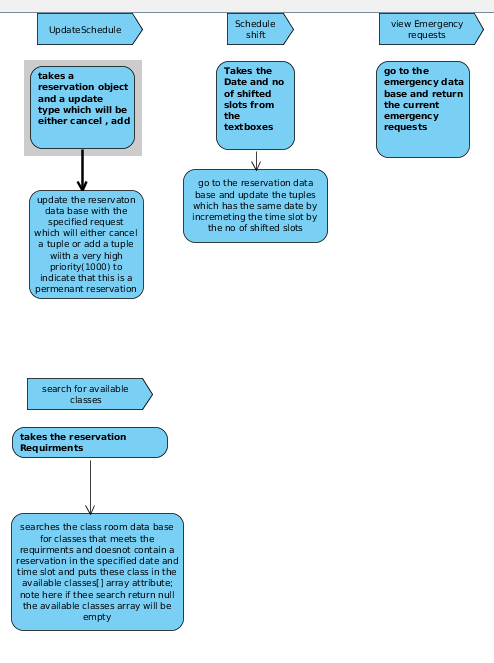 UpdateSchedule
takes a
reservation object
and a update
type which will be
either cancel , add
update the reservaton
data base with the
specified request
which will either cancel
a tuple or add a tuple
wiith a very high
priority(1000) to
indicate that this is a
permenant reservation
Schedule
shift
Takes the
Date and no
of shifted
slots from
the
textboxes
go to the reservation data
base and update the tuples
which has the same date by
incremeting the time slot by
the no of shifted slots
view Emergency
requests
go to the
emergency data
base and return
the current
emergency
requests
search for available
classes
takes the reservation
Requirments
searches the class room data base
for classes that meets the
requirments and doesnot contain a
reservation in the specified date and
time slot and puts these class in the
available classes[] array attribute;
note here if thee search return null
the available classes array will be
empty